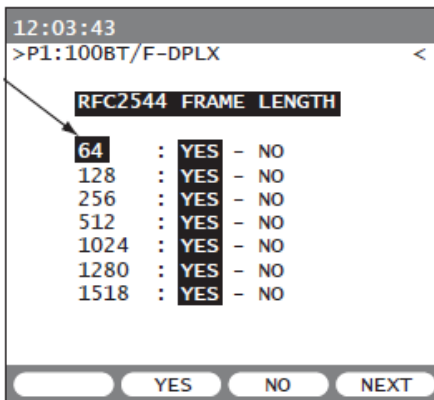 12:03:43
>P1:100BT/F-DPLX <
RFC2544 FRAME LENGTH
64 : YES - NO
128 : YES - NO
256 : YES - NO
512 : YES - NO
1024 : YES - NO
1280 : YES - NO
1518 : YES - NO
YES NO NEXT